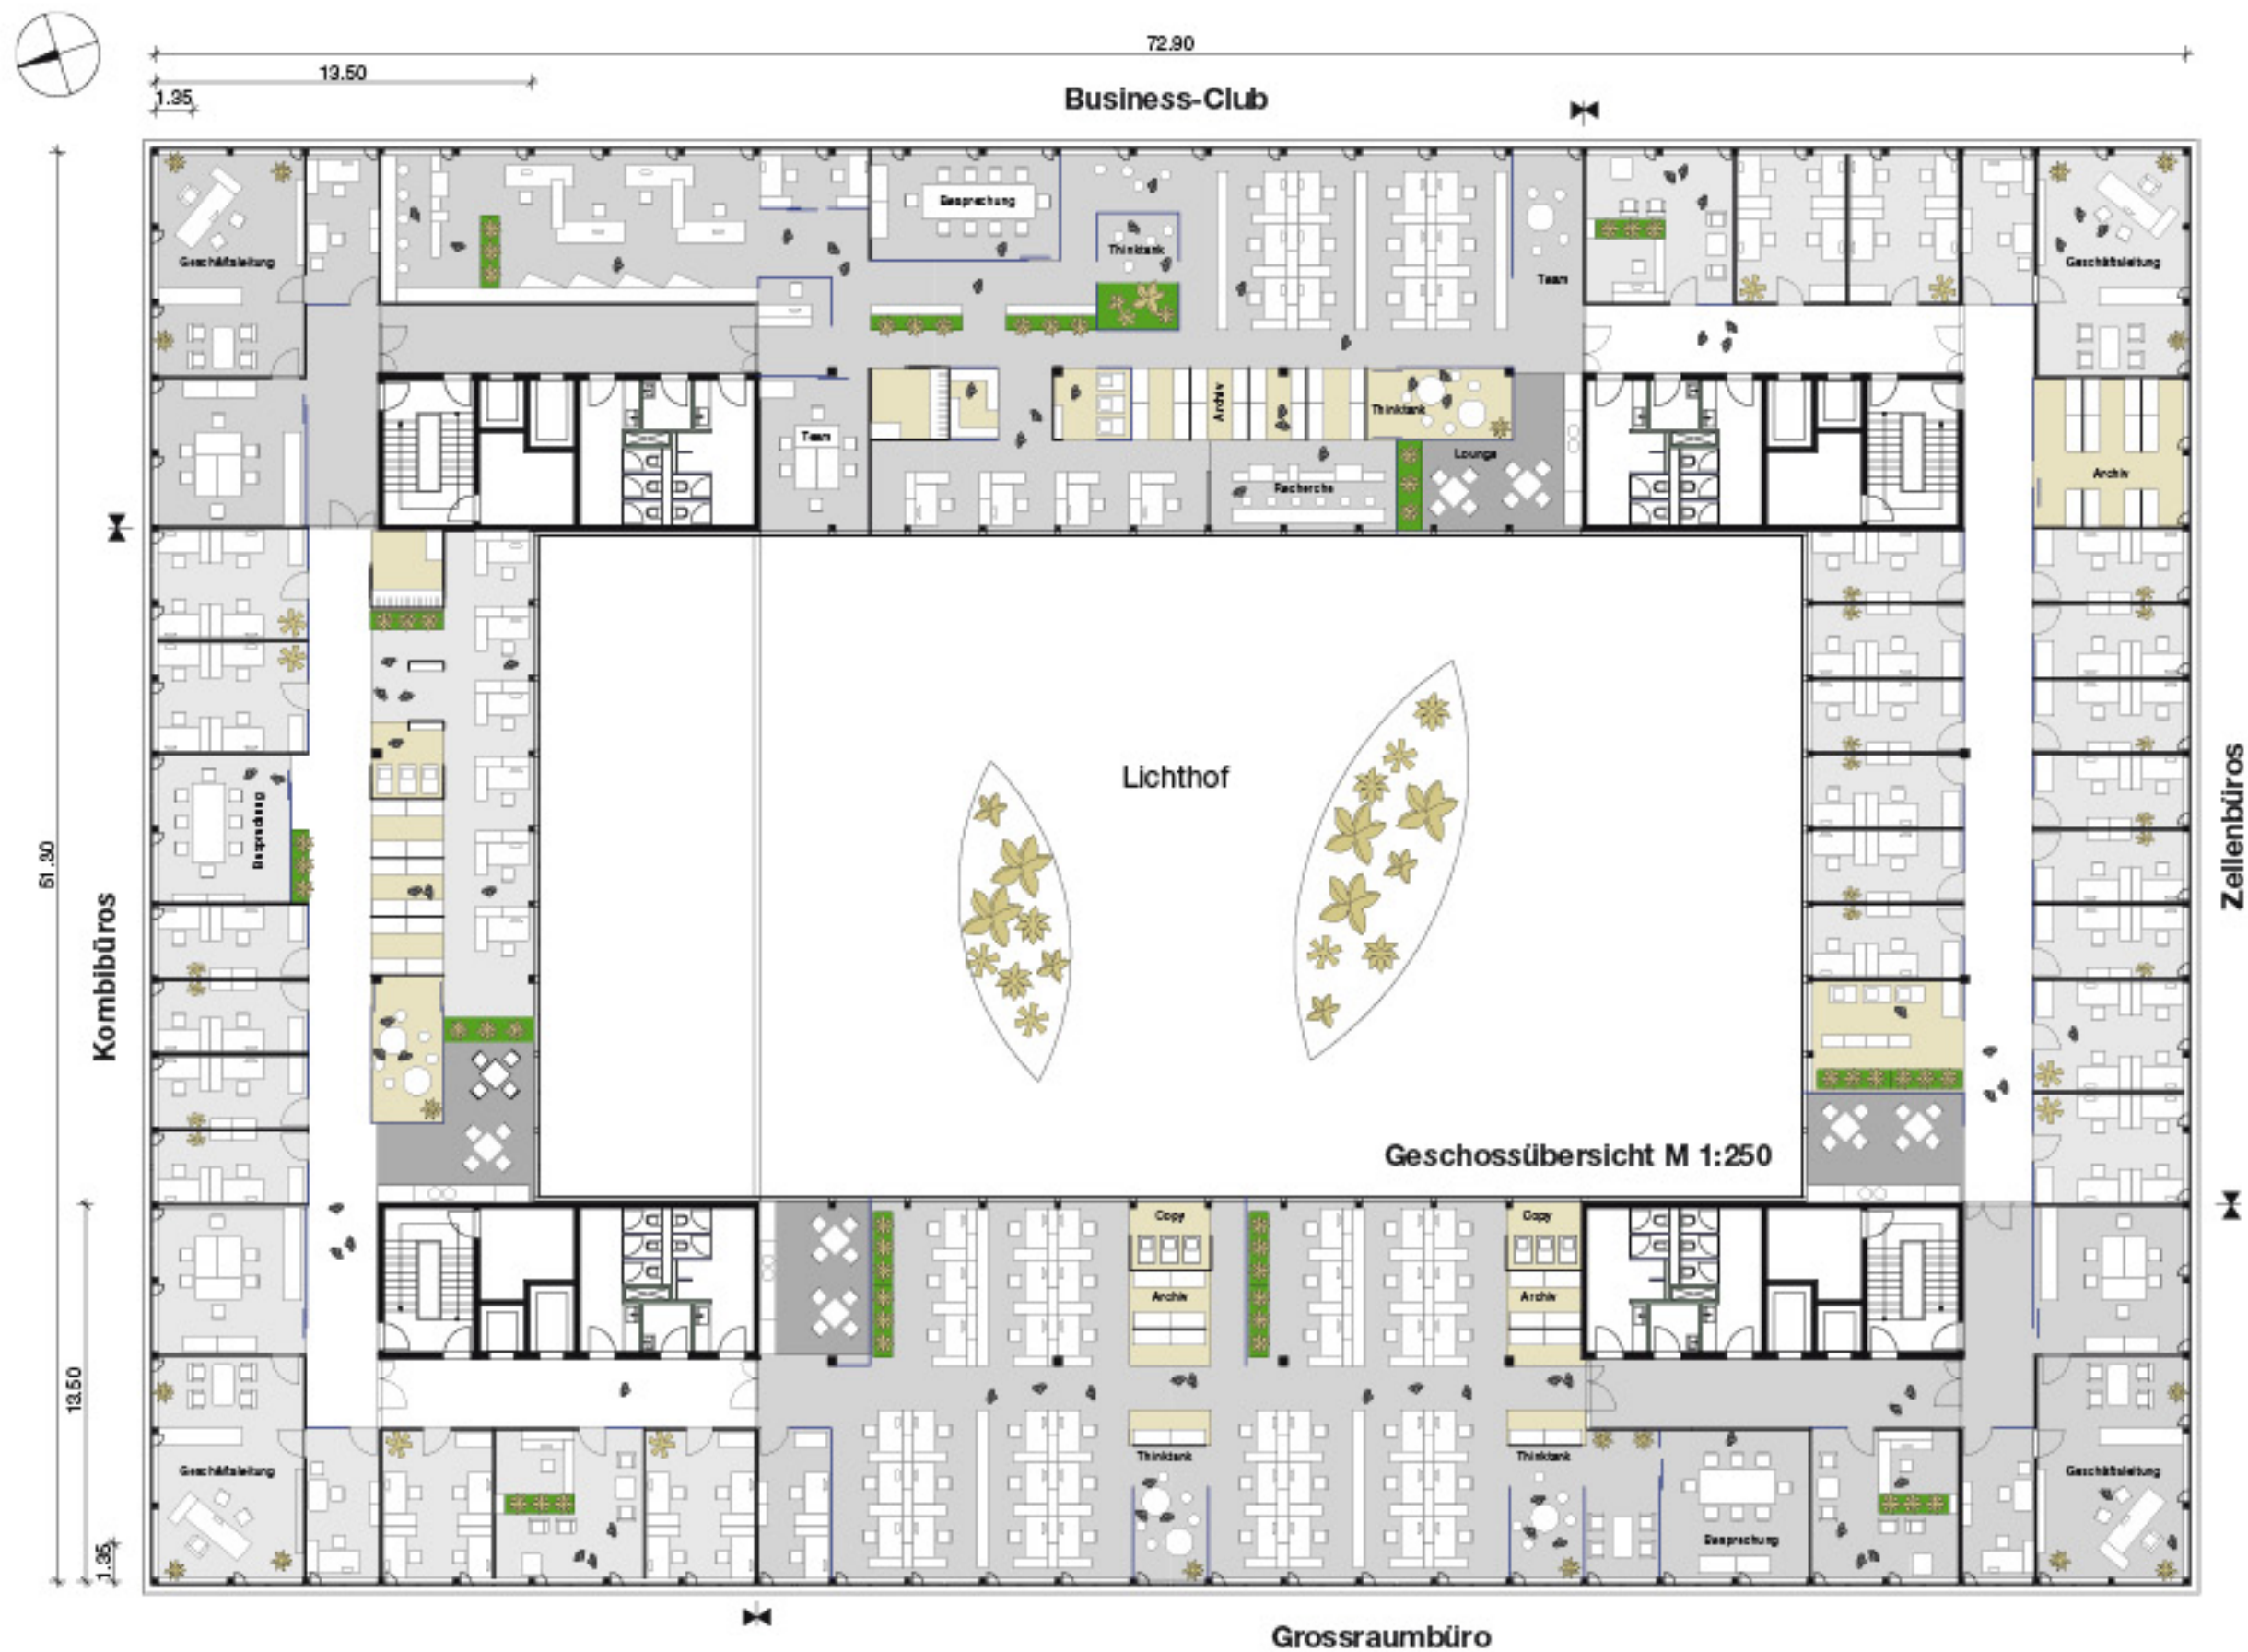 72.90
13.50
1.35
Business-Club
Besprechung
Thinktank
Geschäftsleitung
Team
Geschäftsleitung
Archiv
Thinktank
Team
Lounge
Archiv
Recherche
Lichthof
51.30
Kombibüros
Besprechung
Zellenbüros
Geschossübersicht M 1:250
Copy
Copy
Archiv
Archiv
13.50
Thinktank
Thinktank
Geschäftsleitung
Geschäftsleitung
Besprechung
1.35
Grossraumbüro